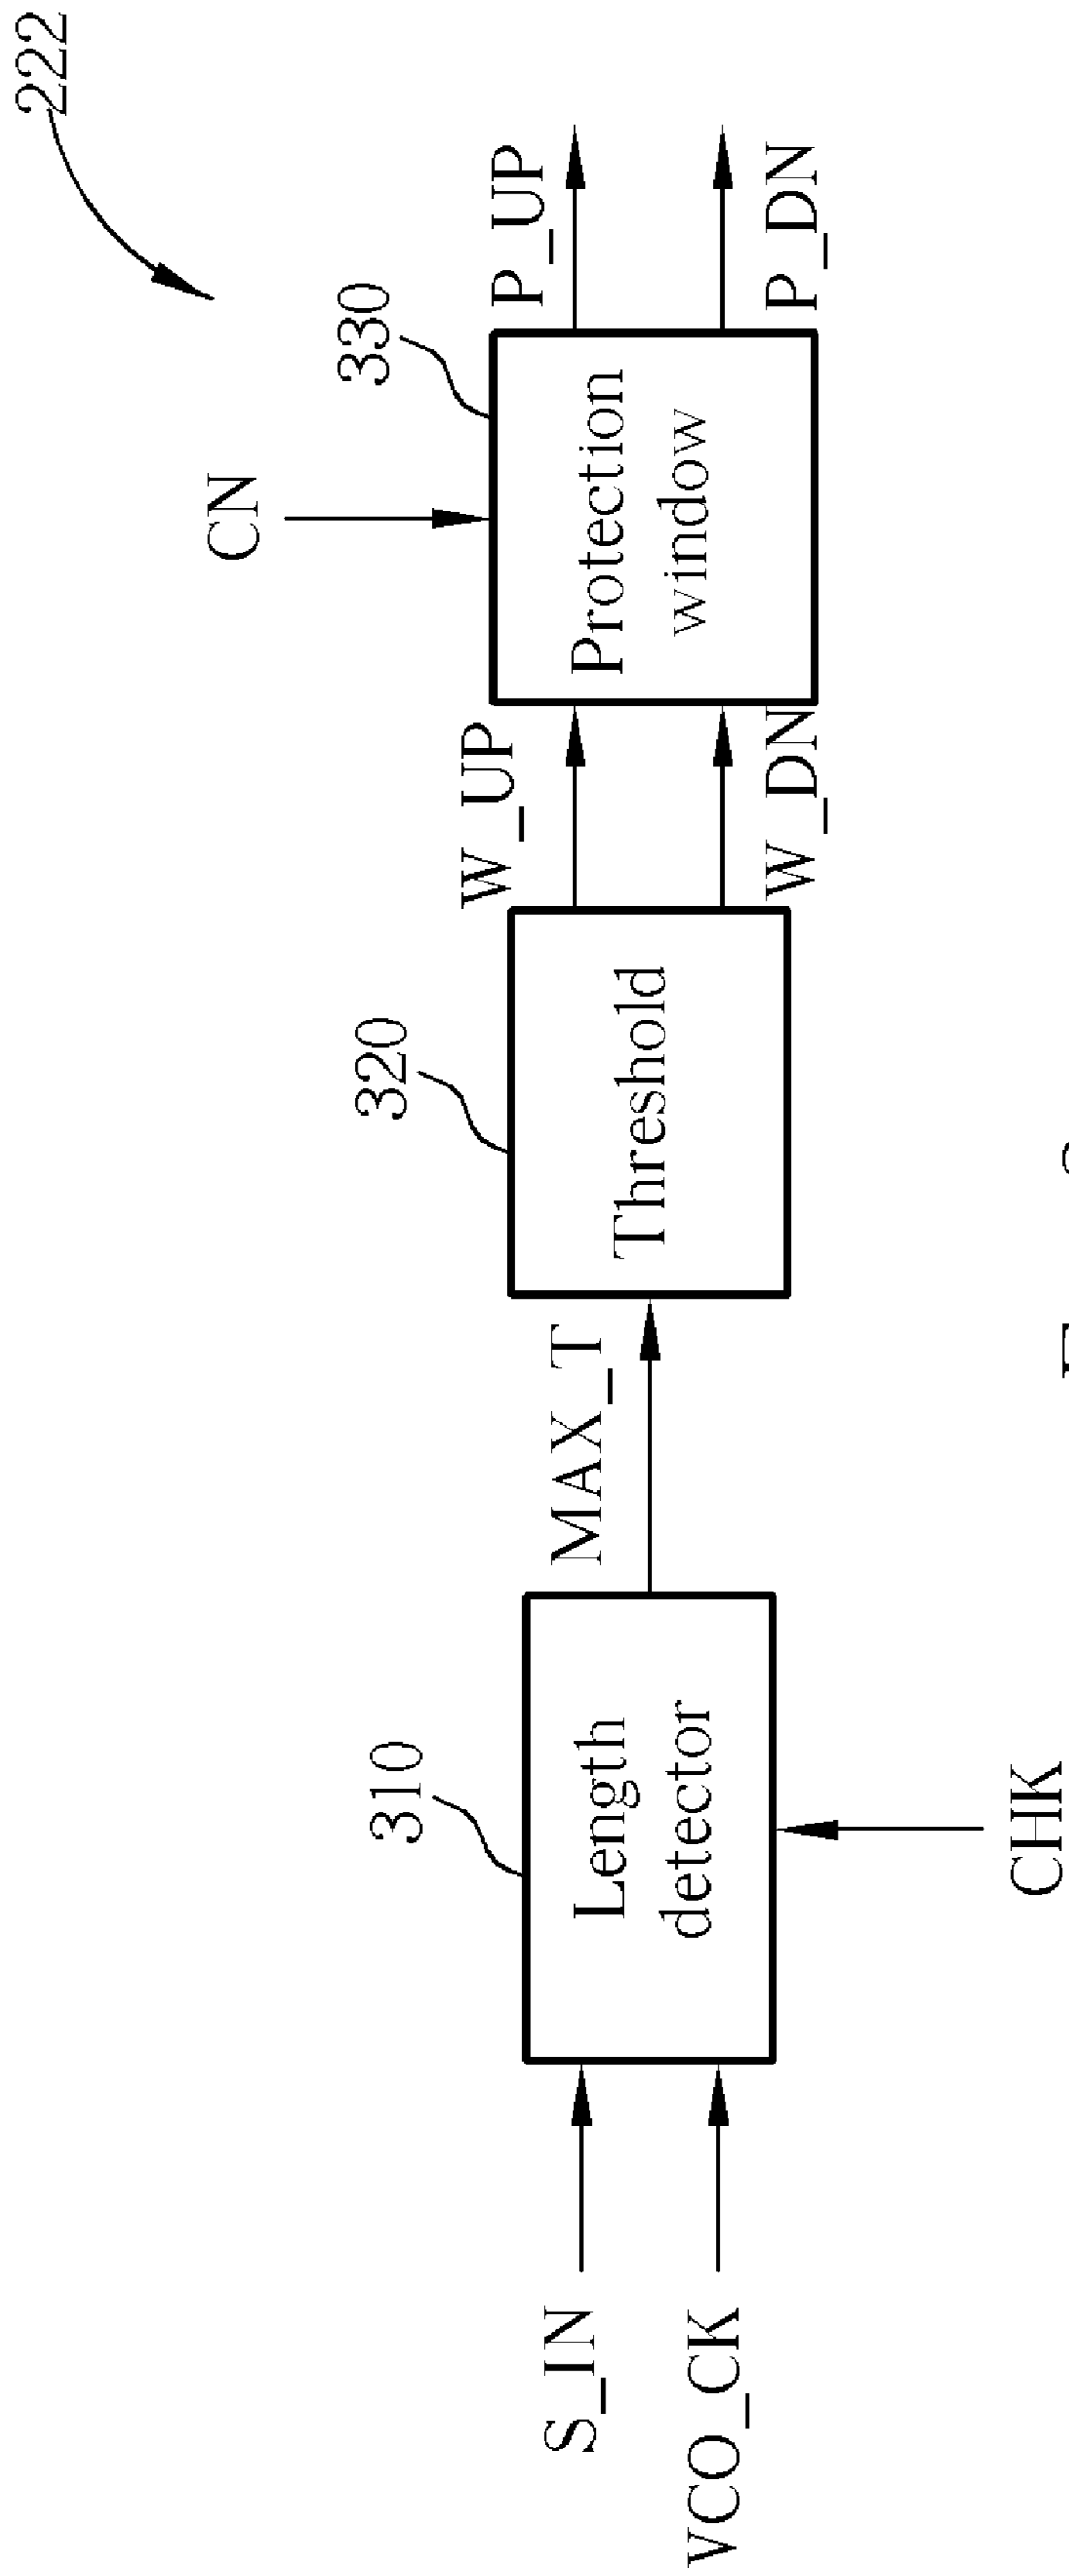 222
CN
330
P_UP
P_DN
Protection
window
W_UP
W_DN
320
Threshold
MAX_T
310
Length
detector
CHK
S_IN
VCO_CK